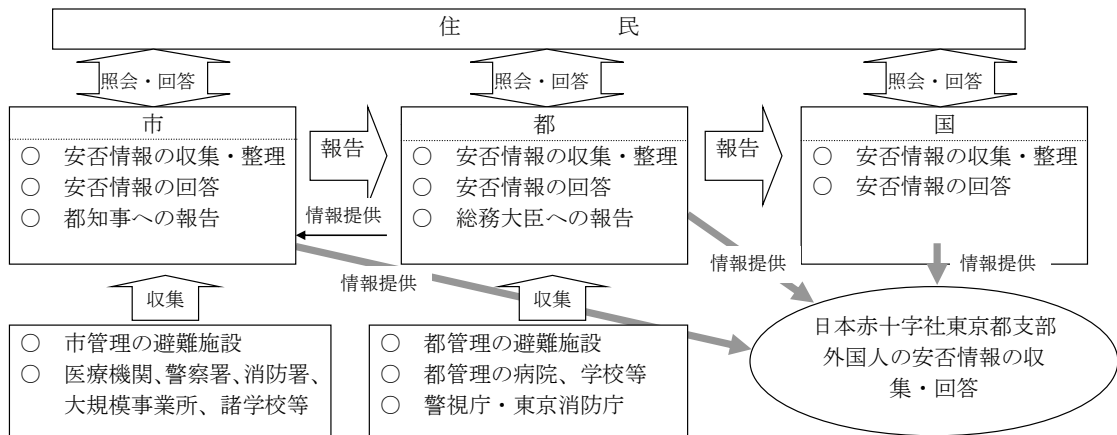 住　民
照会・回答
照会・回答
照会・回答
市
○ 安否情報の収集・整理
○ 安否情報の回答
○ 都知事への報告
報告
都
○ 安否情報の収集・整理
○ 安否情報の回答
○ 総務大臣への報告
報告
国
○ 安否情報の収集・整理
○ 安否情報の回答
情報提供
情報提供
情報提供
情報提供
収集
収集
○ 市管理の避難施設
○ 医療機関、警察署、消防署、
大規模事業所、諸学校等
○ 都管理の避難施設
○ 都管理の病院、学校等
○ 警視庁・東京消防庁
日本赤十字社東京都支部
外国人の安否情報の収
集・回答